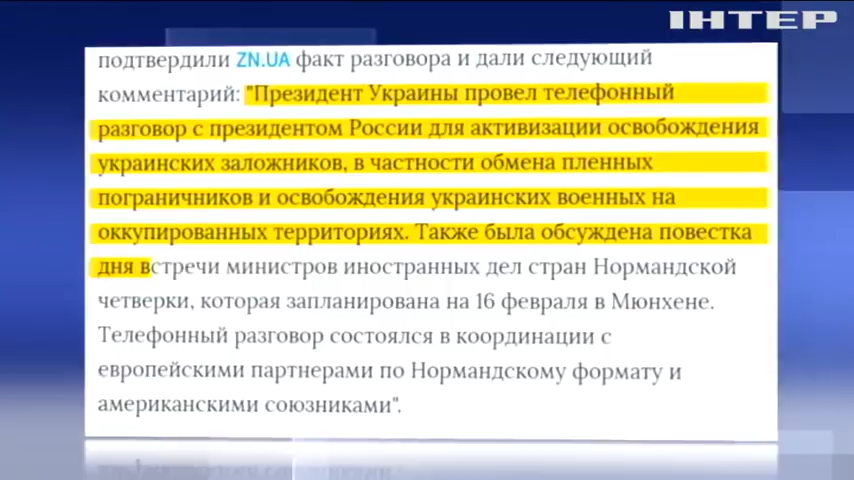 ІНТЕР
подтвердили ZN.UA факт разговора и дали следующий
комментарий: "Президент Украины провел телефонный
разговор с президентом России для активизации освобождения
украинских заложников, в частности обмена пленных
пограничников и освобождения украинских военных на
оккупированных территориях. Также была обсуждена повестка
дня встречи министров иностранных дел стран Нормандской
четверки, которая запланирована на 16 февраля в Мюнхене.
Телефонный разговор состоялся в координации с
европейскими партнерами по Нормандскому формату и
американскими союзниками".